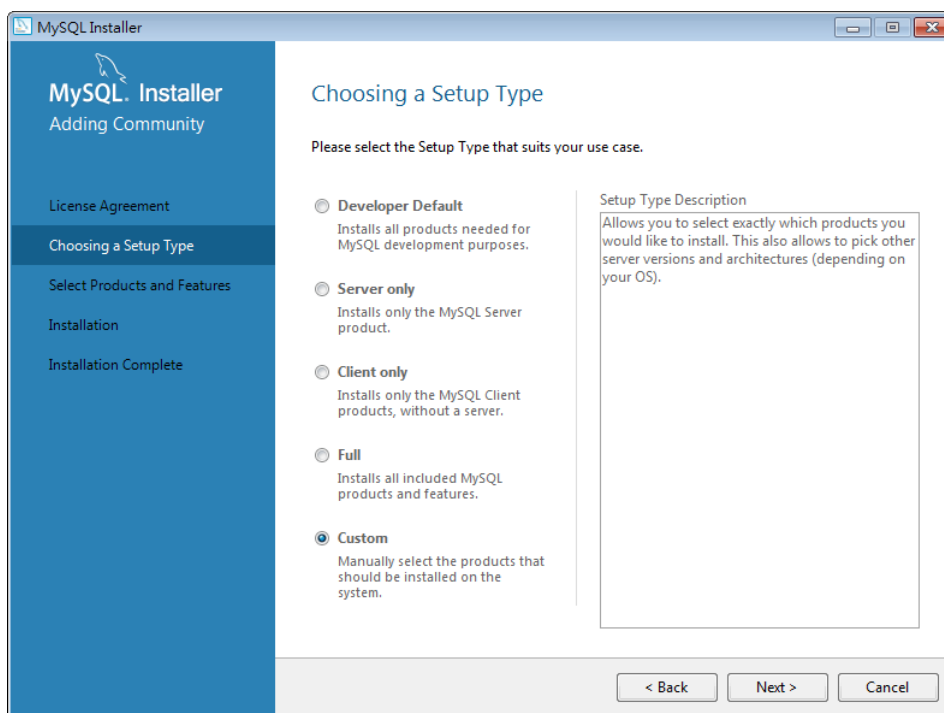 MySQL Installer
MySQL. Installer
Adding Community
License Agreement
Choosing a Setup Type
Select Products and Features
Installation
Installation Complete
Choosing a Setup Type
Please select the Setup Type that suits your use case.
Developer Default
Installs all products needed for
MySQL development purposes.
Server only
Installs only the MySQL Server
product.
Client only
Installs only the MySQL Client
products, without a server.
Full
Installs all included MySQL
products and features.
Custom
Manually select the products that
should be installed on the
system.
Setup Type Description
Allows you to select exactly which products you
would like to install. This also allows to pick other
server versions and architectures (depending on
your OS).
< Back
Next >
Cancel